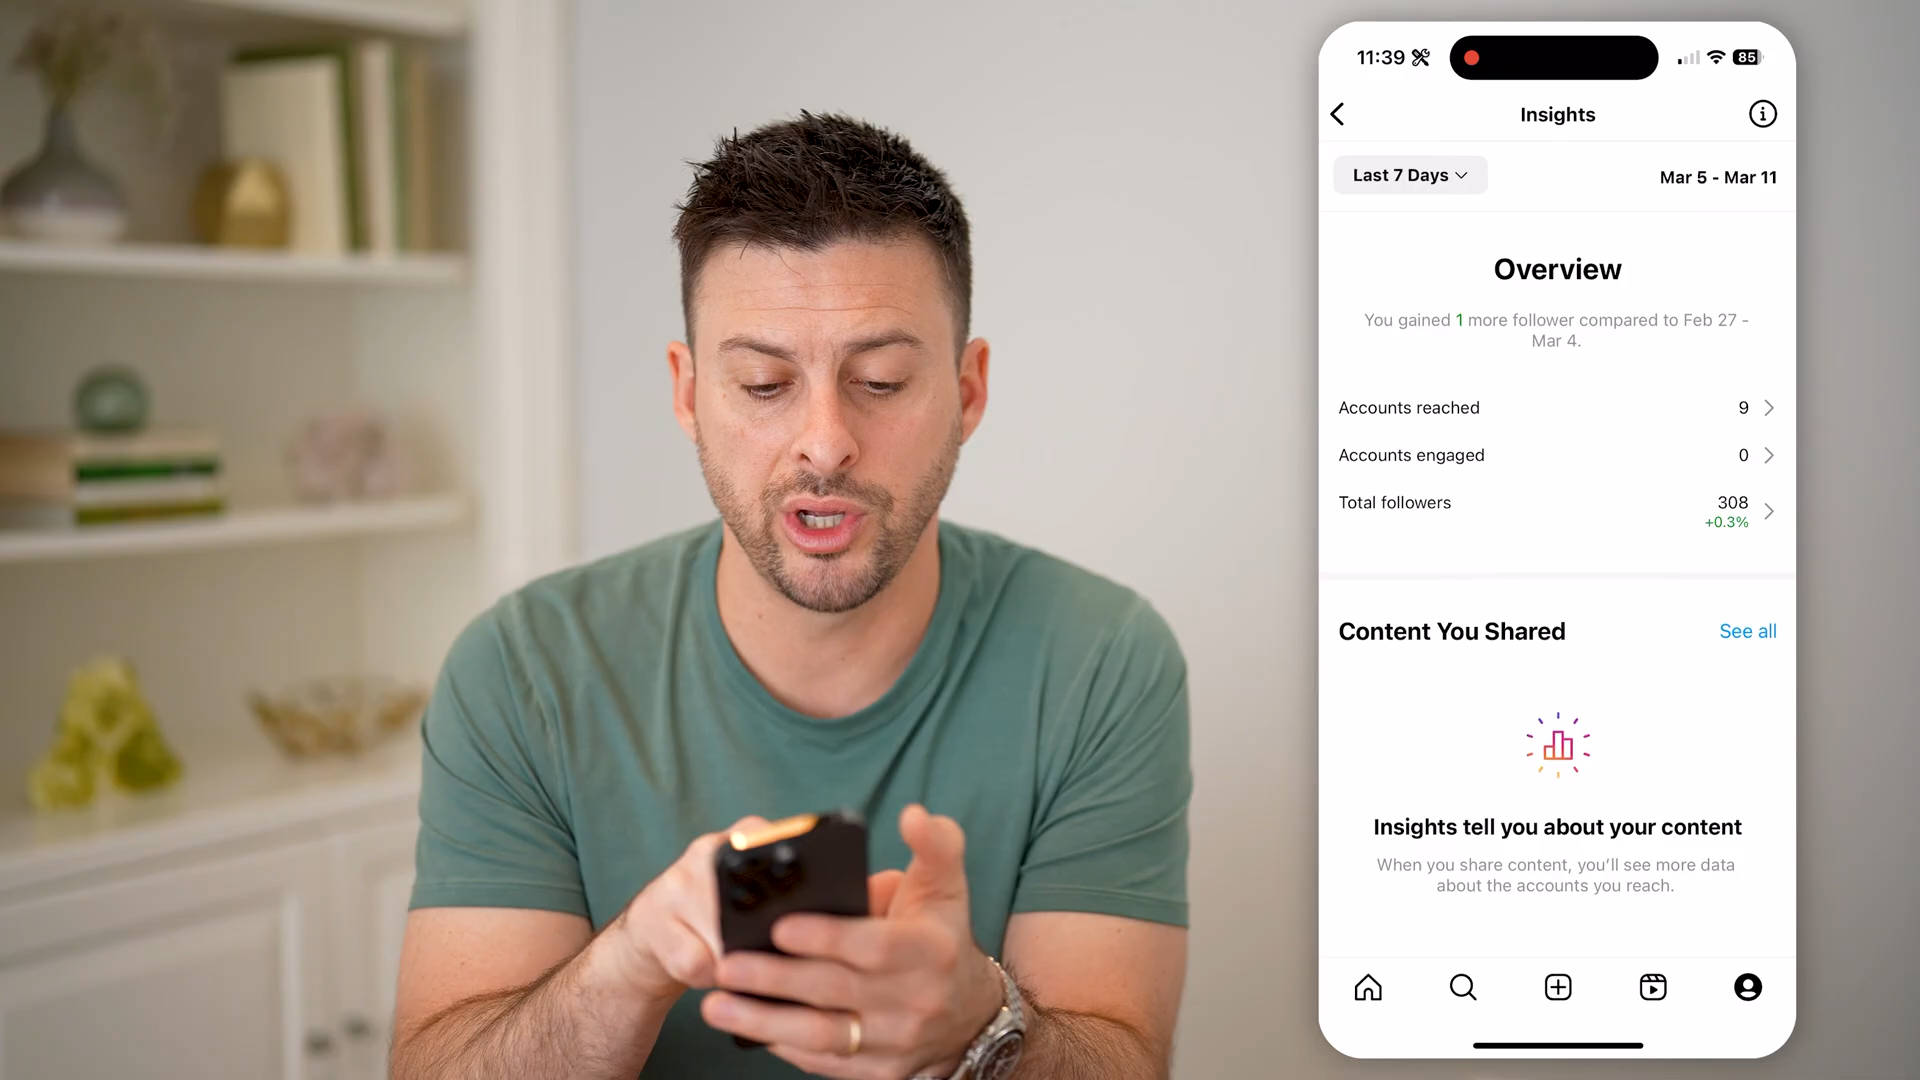 11:39
85
Insights
Last 7 Days
Mar 5 - Mar 11
Overview
You gained 1 more follower compared to Feb 27 -
Mar 4.
Accounts reached 9
Accounts engaged 0
Total followers 308
+0.3%
Content You Shared
See all
Insights tell you about your content
When you share content, you'll see more data
about the accounts you reach.